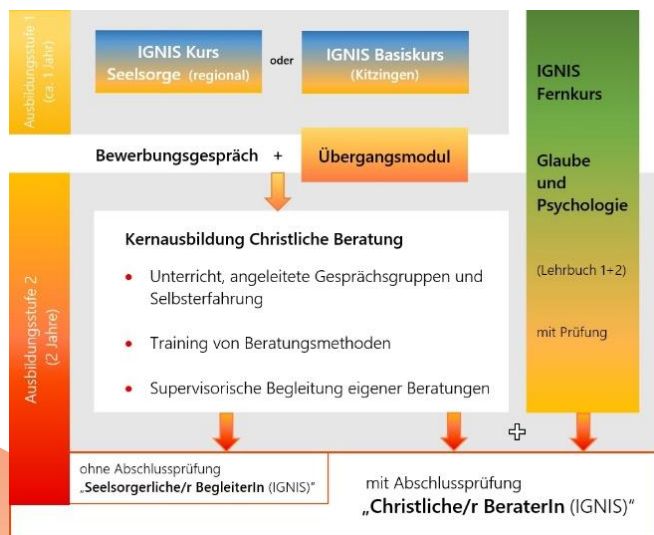 Ausbildungsstufe 1
(ca. 1 Jahr)
IGNIS Kurs
Seelsorge (regional)
oder
IGNIS Basiskurs
(Kitzingen)
Bewerbungsgespräch +
Übergangsmodul
Ausbildungsstufe 2
(2 Jahre)
Kernausbildung Christliche Beratung
• Unterricht, angeleitete Gesprächsgruppen und
Selbsterfahrung
• Training von Beratungsmethoden
• Supervisorische Begleitung eigener Beratungen
IGNIS
Fernkurs
Glaube
und
Psychologie
(Lehrbuch 1+2)
mit Prüfung
ohne Abschlussprüfung
„Seelsorgerliche/r BegleiterIn (IGNIS)“
mit Abschlussprüfung
„Christliche/r BeraterIn (IGNIS)“